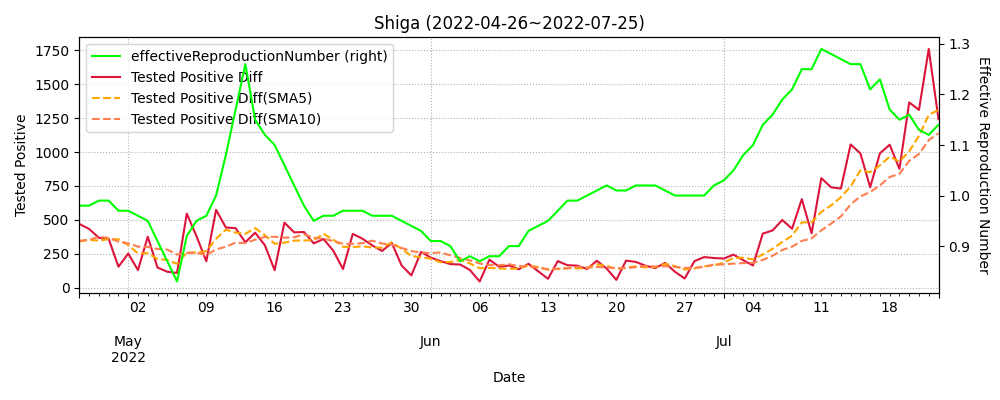 Shiga (2022-04-26~2022-07-25)
effectiveReproductionNumber (right)
Tested Positive Diff
Tested Positive Diff(SMA5)
Tested Positive Diff(SMA10)
Tested Positive
1750
1500
1250
1000
750
500
250
0
Effective Reproduction Number
1.3
1.2
1.1
1.0
0.90
02 09 16 23 30 06 13 20 27 04 11 18
May Jun Jul
2022
Date